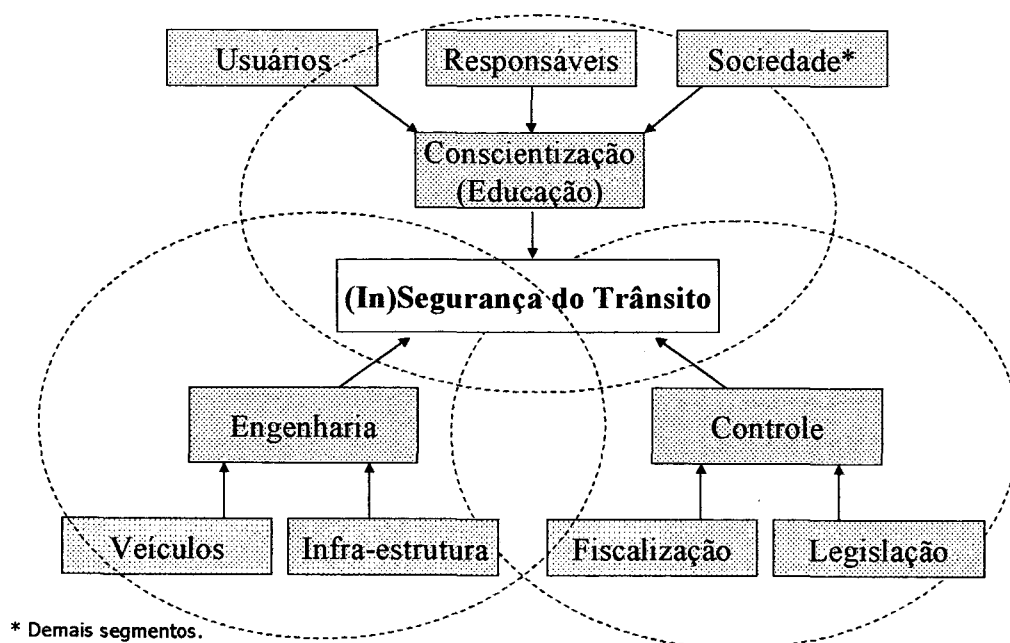 Usuários
Responsáveis
Sociedade*
Conscientização
(Educação)
(In)Segurança do Trânsito
Engenharia
Controle
Veículos
Infra-estrutura
Fiscalização
Legislação
* Demais segmentos.